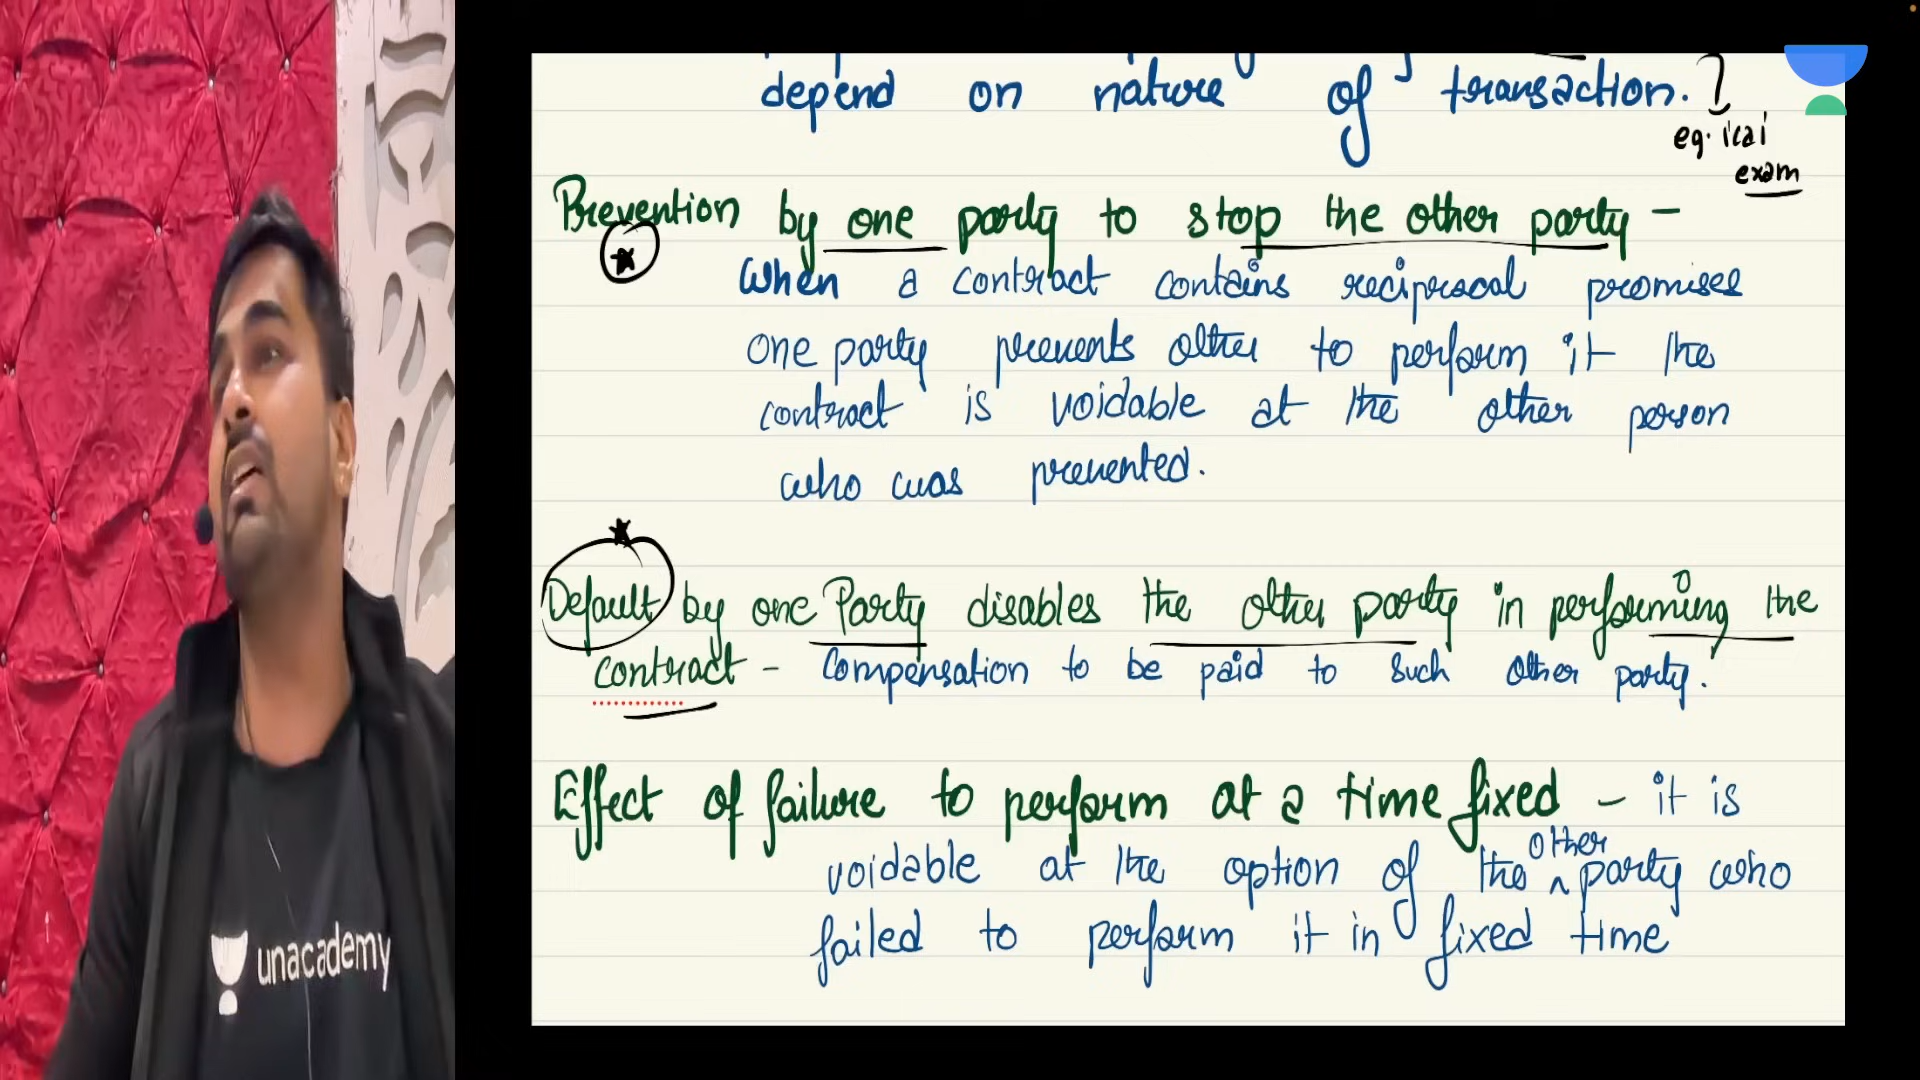 depend on nature of transaction.
eg. icai
exam
Prevention by one party to stop the other party -
When a contract contains reciprocal promises
one party prevents other to perform it the
contract is voidable at the other person
who was prevented.
Default by one Party disables the other party in performing the
contract - Compensation to be paid to such other party.
Effect of failure to perform at a time fixed - it is
other
voidable at the option of the ^ party who
failed to perform it in fixed time
unacademy